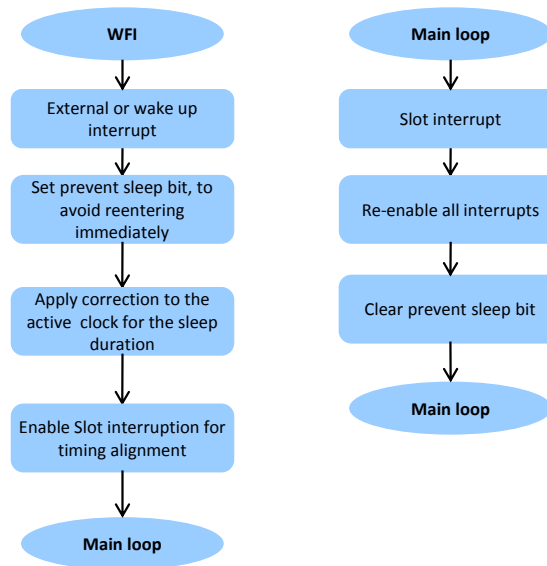 WFI
External or wake up
interrupt
Set prevent sleep bit, to
avoid reentering
immediately
Apply correction to the
active clock for the sleep
duration
Enable Slot interruption for
timing alignment
Main loop
Main loop
Slot interrupt
Re-enable all interrupts
Clear prevent sleep bit
Main loop